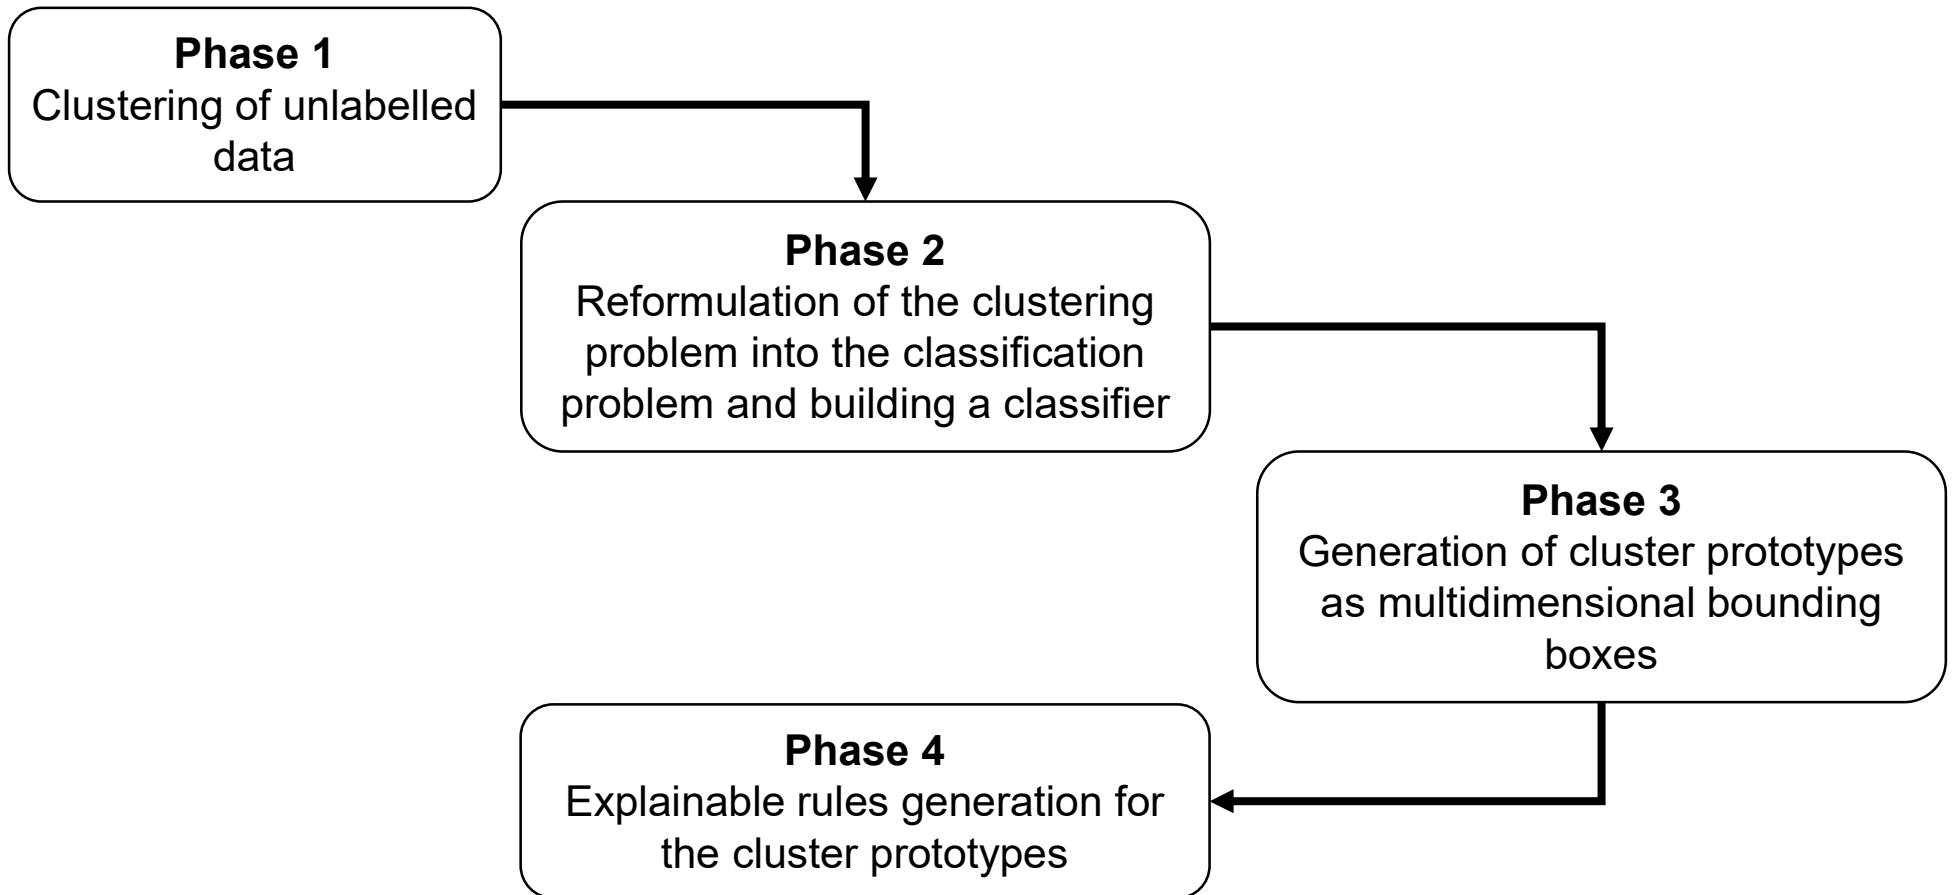 Phase 1
Clustering of unlabelled
data
Phase 2
Reformulation of the clustering
problem into the classification
problem and building a classifier
Phase 3
Generation of cluster prototypes
as multidimensional bounding
boxes
Phase 4
Explainable rules generation for
the cluster prototypes